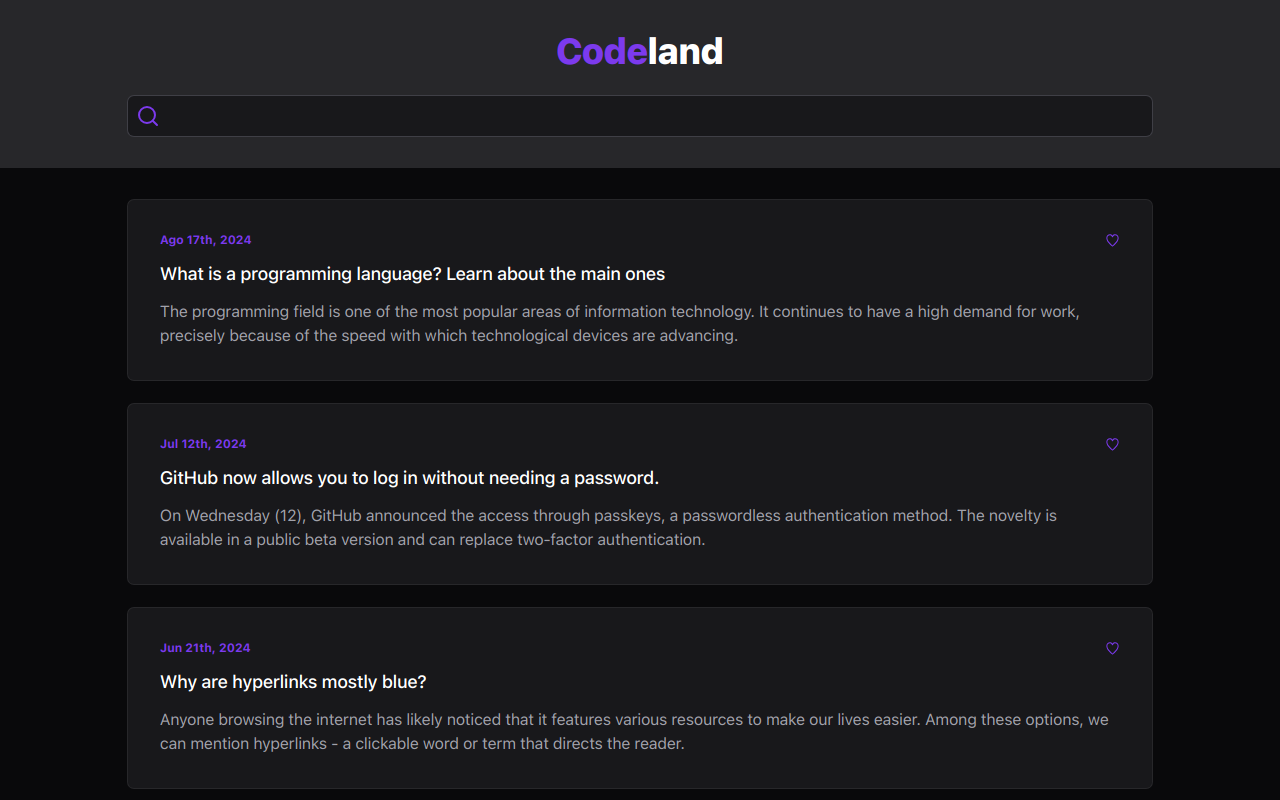 Codeland
Ago 17th, 2024
What is a programming language? Learn about the main ones
The programming field is one of the most popular areas of information technology. It continues to have a high demand for work,
precisely because of the speed with which technological devices are advancing.
Jul 12th, 2024
GitHub now allows you to log in without needing a password.
On Wednesday (12), GitHub announced the access through passkeys, a passwordless authentication method. The novelty is
available in a public beta version and can replace two-factor authentication.
Jun 21th, 2024
Why are hyperlinks mostly blue?
Anyone browsing the internet has likely noticed that it features various resources to make our lives easier. Among these options, we
can mention hyperlinks - a clickable word or term that directs the reader.